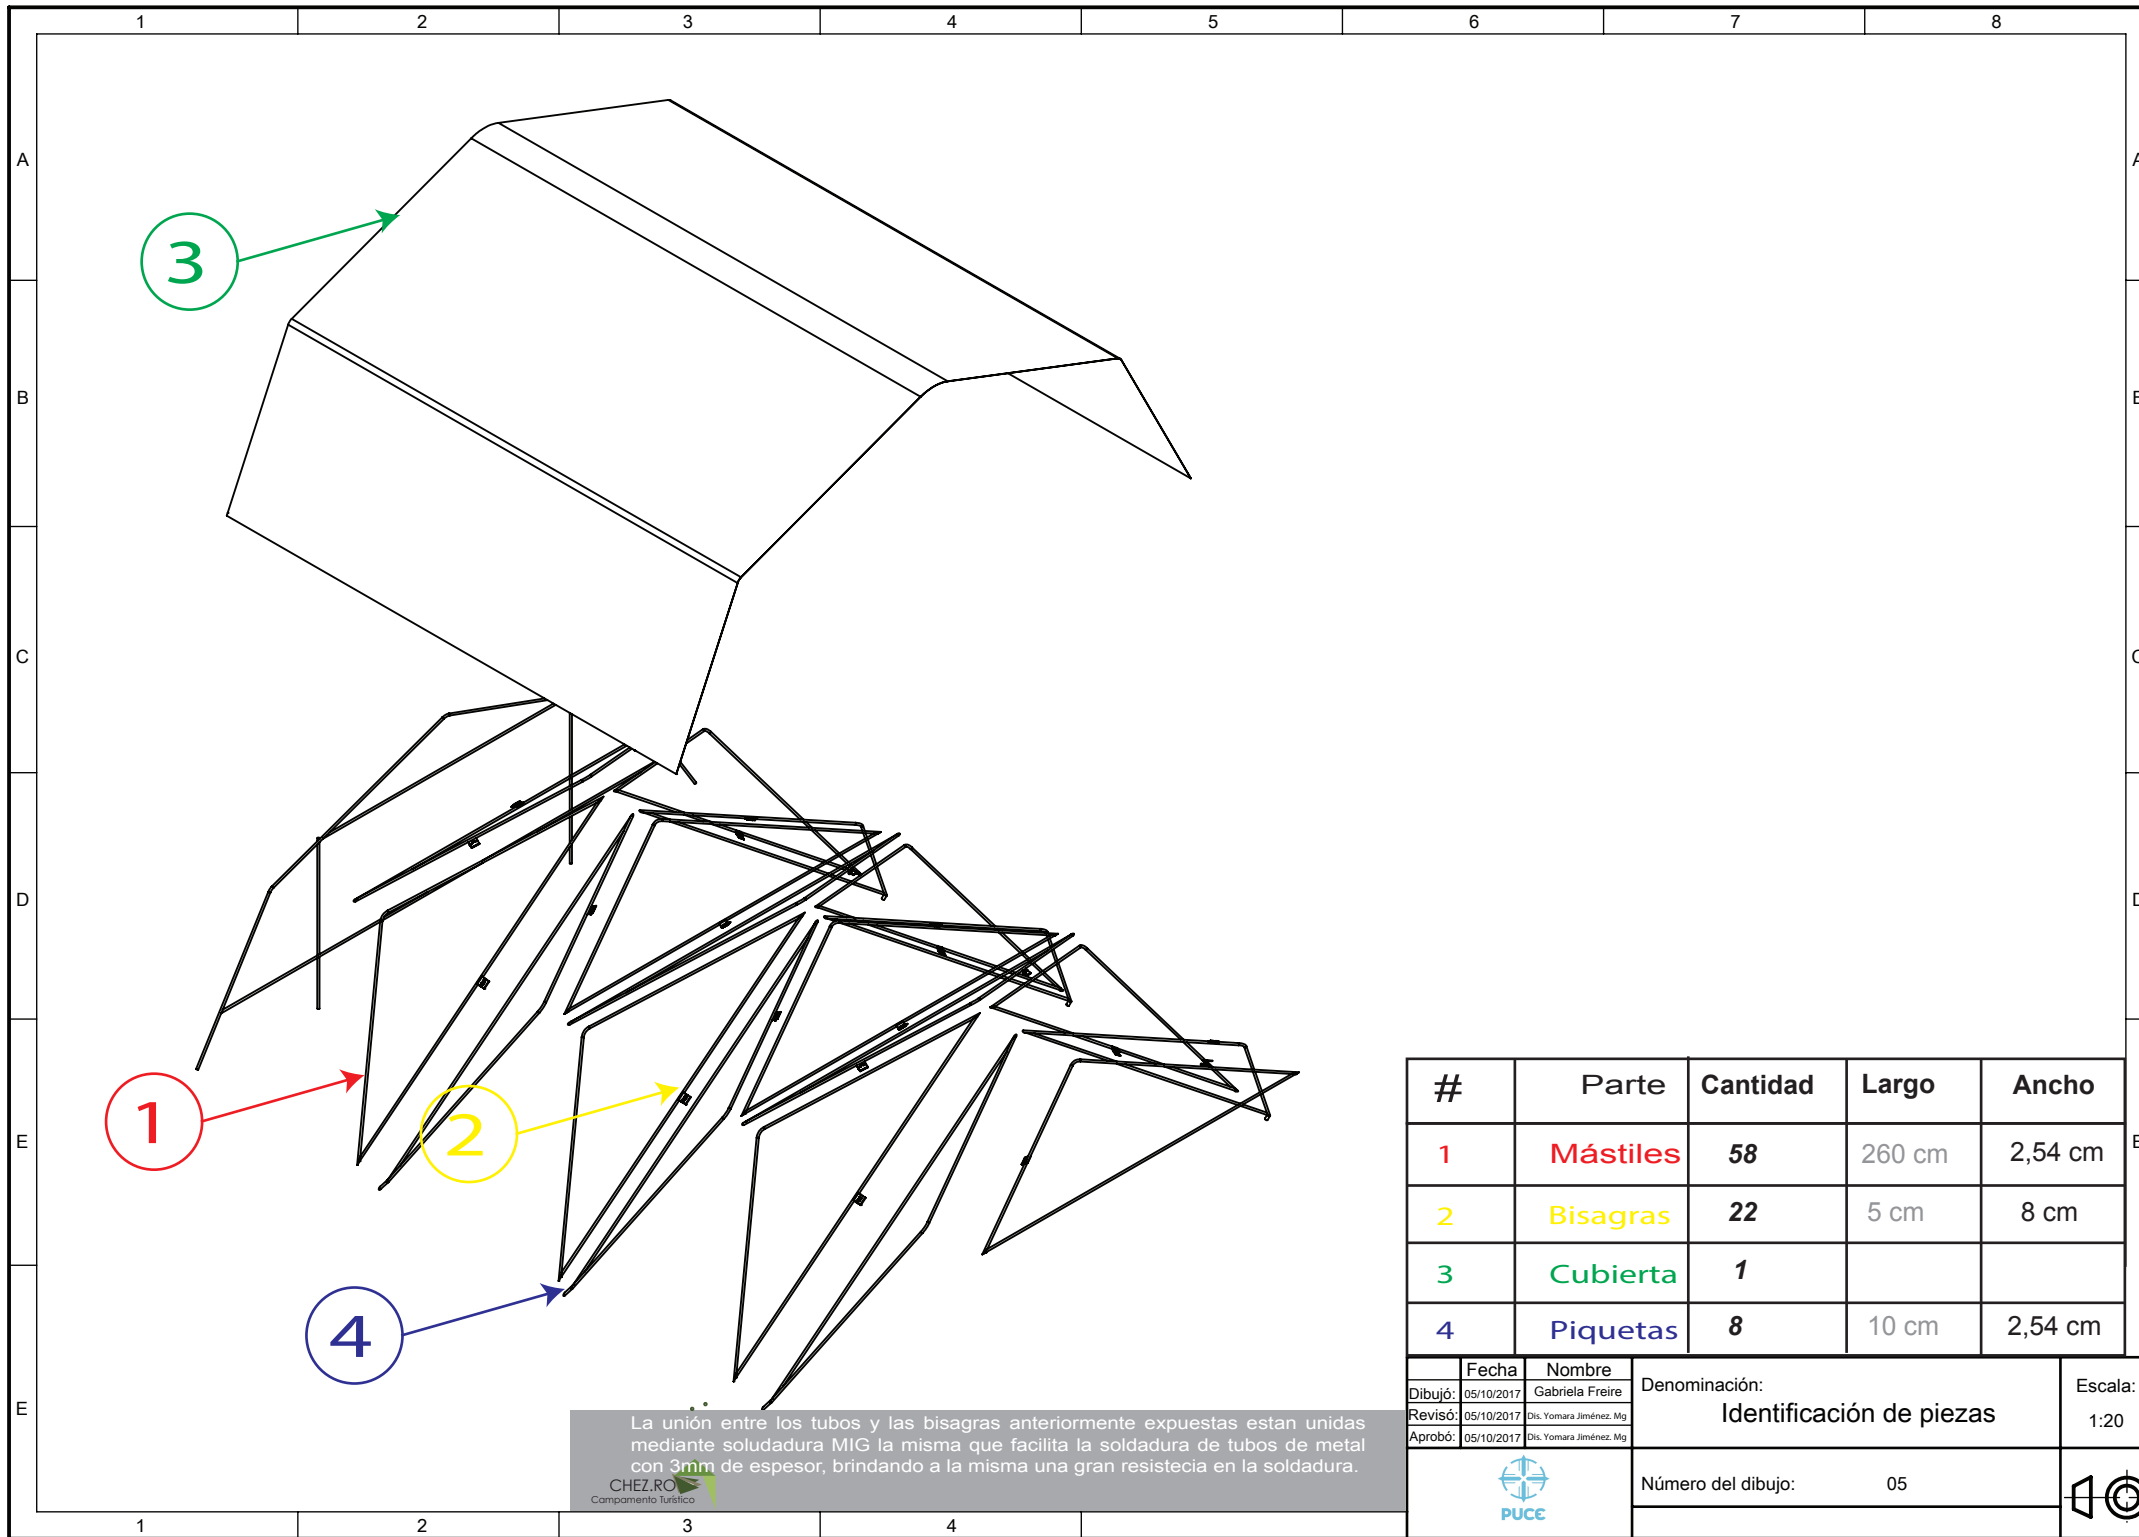 1 2 3 4 5 6 7 8
A A
3
B B
C C
D D
1
2
E E
4
E
# Parte Cantidad Largo Ancho
1 Mástiles 58 260 cm 2,54 cm
2 Bisagras 22 5 cm 8 cm
3 Cubierta 1
4 Piquetas 8 10 cm 2,54 cm
Fecha Nombre
Dibujó: 05/10/2017 Gabriela Freire
Revisó: 05/10/2017 Dis. Yomara Jiménez. Mg
Aprobó: 05/10/2017 Dis. Yomara Jiménez. Mg
Denominación:
Identificación de piezas
Escala:
1:20
Número del dibujo: 05
PUCE
La unión entre los tubos y las bisagras anteriormente expuestas estan unidas
mediante soludadura MIG la misma que facilita la soldadura de tubos de metal
con 3mm de espesor, brindando a la misma una gran resistecia en la soldadura.
CHEZ.RO
Campamento Turístico
1 2 3 4